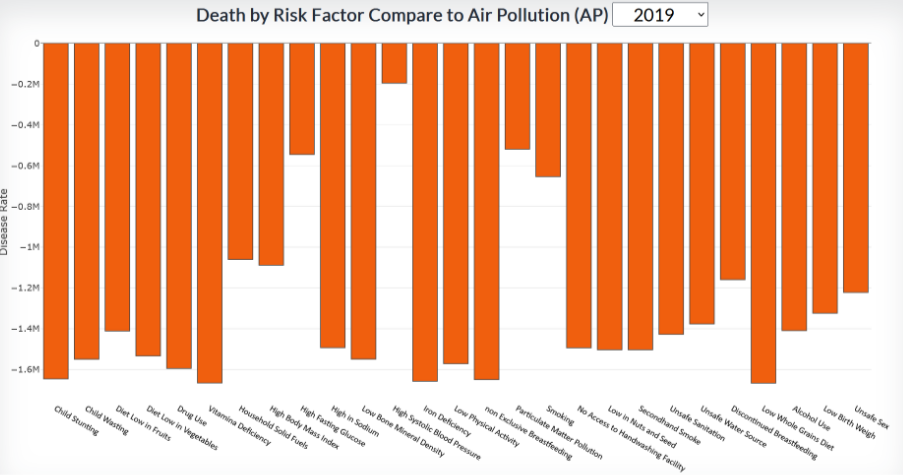 Death by Risk Factor Compare to Air Pollution (AP) 2019
Disease Rate
0
−0.2M
−0.4M
−0.6M
−0.8M
−1M
−1.2M
−1.4M
−1.6M
Child Stunting
Child Wasting
Diet Low in Fruits
Diet Low in Vegetables
Drug Use
Vitamina Deficiency
Household Solid Fuels
High Body Mass Index
High Fasting Glucose
High in Sodium
Low Bone Mineral Density
High Systolic Blood Pressure
Iron Deficiency
Low Physical Activity
non Exclusive Breastfeeding
Particulate Matter Pollution
Smoking
No Access to Handwashing Facility
Low in Nuts and Seed
Secondhand Smoke
Unsafe Sanitation
Unsafe Water Source
Discontinued Breastfeeding
Low Whole Grains Diet
Alcohol Use
Low Birth Weigh
Unsafe Sex